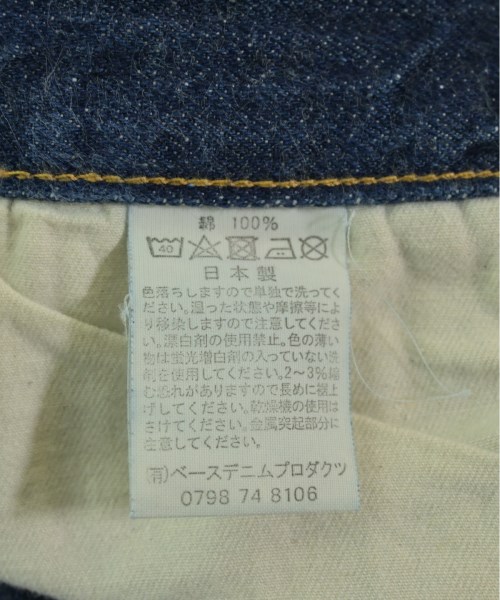 綿 100%
40
日本製
色落ちしますので単独で洗ってく
ださい。湿った状態や摩擦等によ
り移染しますので注意してくださ
い。漂白剤の使用禁止。色の薄い
物は蛍光増白剤の入っていない洗
剤を使用してください。2〜3%縮
む恐れがありますので長めに裾上
げしてください。乾燥機の使用は
さけてください。金属突起部分に
注意してください。
(有)ベースデニムプロダクツ
0798 74 8106